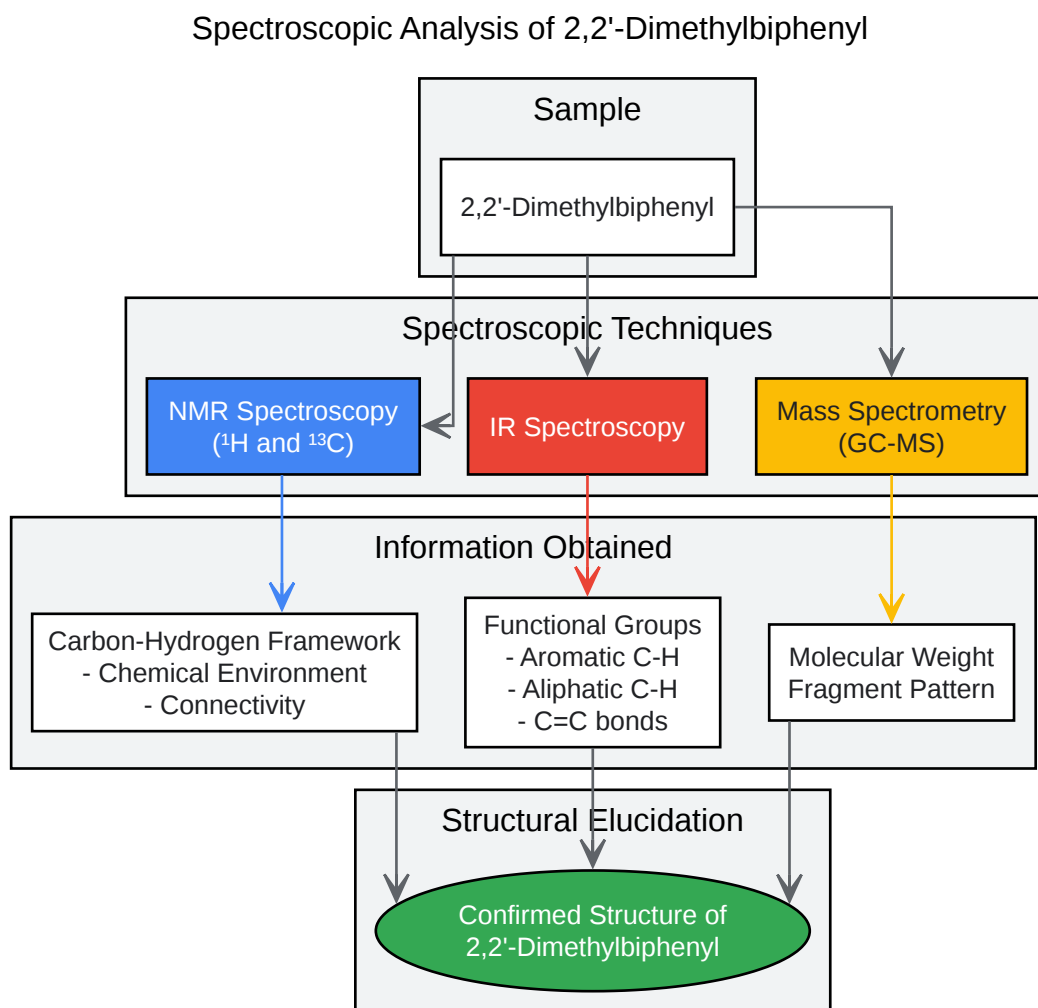 Spectroscopic Analysis of 2,2'-Dimethylbiphenyl
Sample
2,2'-Dimethylbiphenyl
Spectroscopic Techniques
NMR Spectroscopy
(¹H and ¹³C)
IR Spectroscopy
Mass Spectrometry
(GC-MS)
Information Obtained
Carbon-Hydrogen Framework
- Chemical Environment
- Connectivity
Functional Groups
- Aromatic C-H
- Aliphatic C-H
- C=C bonds
Molecular Weight
Fragment Pattern
Structural Elucidation
Confirmed Structure of
2,2'-Dimethylbiphenyl